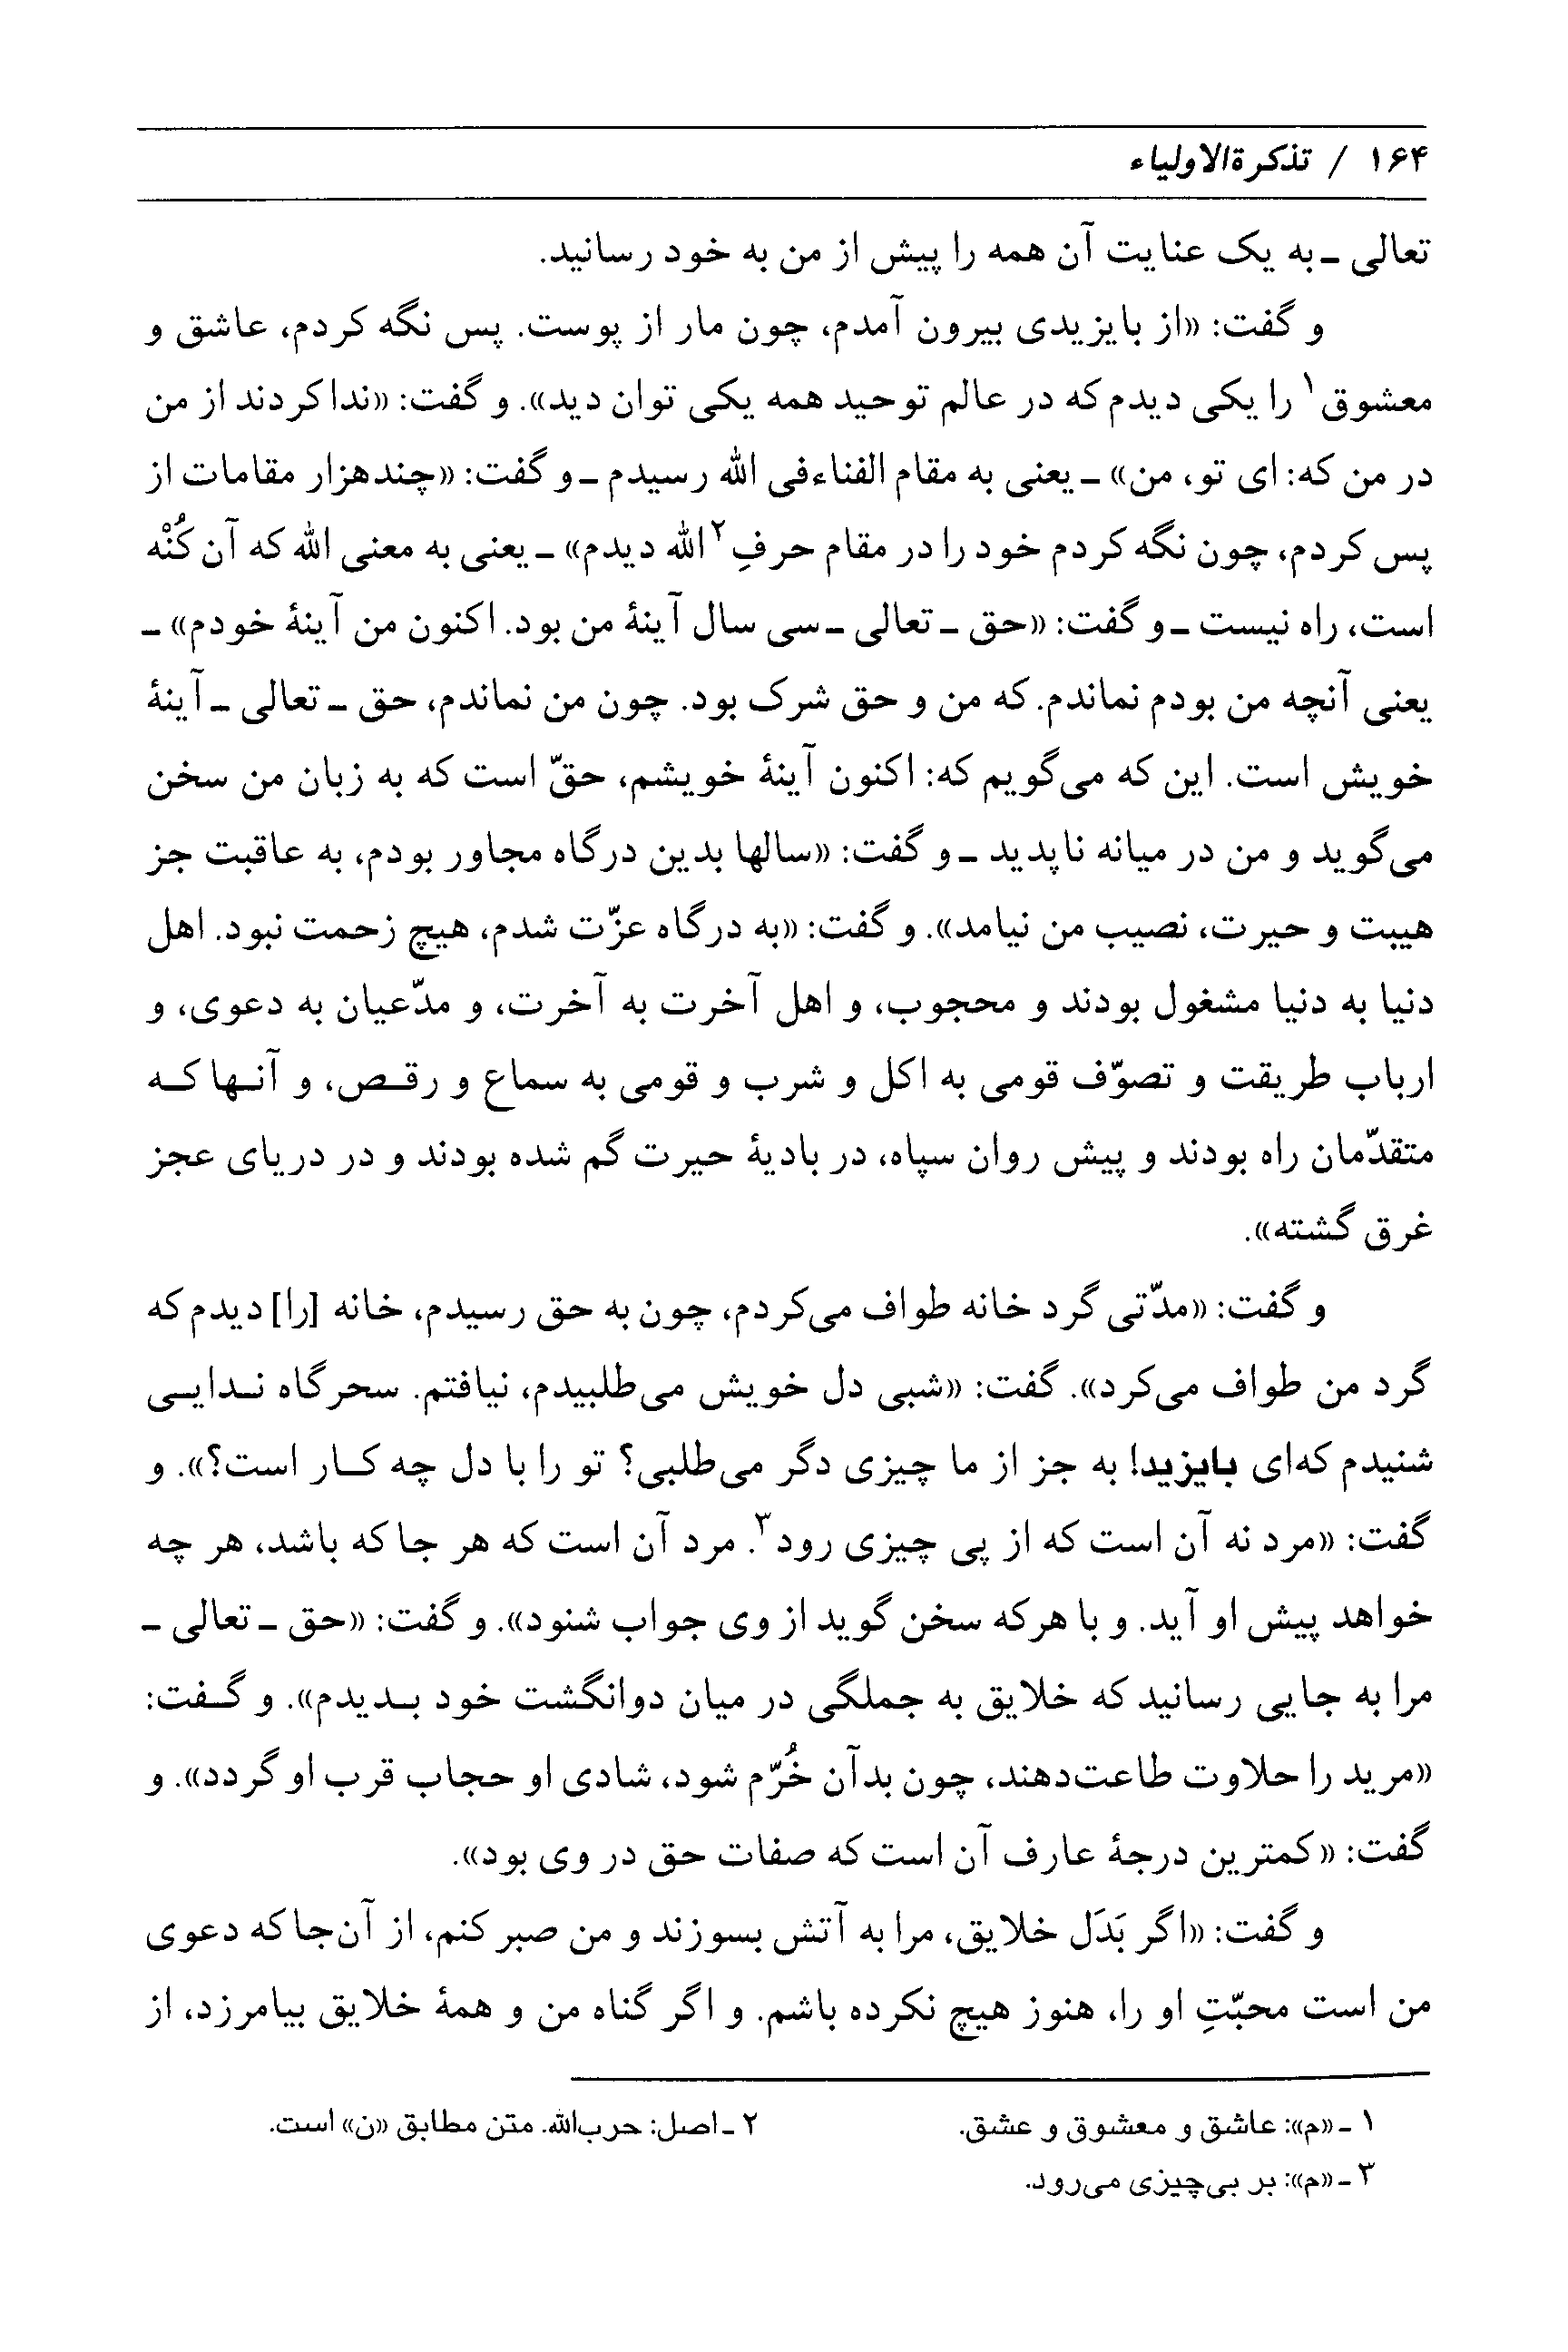 ۱۶۴ / تذکرةالاولیاء
تعالی ـ به یک عنایت آن همه را پیش از من به خود رسانید.
و گفت: «از بایزیدی بیرون آمدم، چون مار از پوست. پس نگه کردم، عاشق و
معشوق۱ را یکی دیدم که در عالم توحید همه یکی توان دید». و گفت: «ندا کردند از من
در من که: ای تو، من» ـ یعنی به مقام الفناءفی الله رسیدم ـ و گفت: «چندهزار مقامات از
پس کردم، چون نگه کردم خود را در مقام حرفِ۲ الله دیدم» ـ یعنی به معنی الله که آن کُنْه
است، راه نیست ـ و گفت: «حق ـ تعالی ـ سی سال آینهٔ من بود. اکنون من آینهٔ خودم» ـ
یعنی آنچه من بودم نماندم. که من و حق شرک بود. چون من نماندم، حق ـ تعالی ـ آینهٔ
خویش است. این که می‌گویم که: اکنون آینهٔ خویشم، حقّ است که به زبان من سخن
می‌گوید و من در میانه ناپدید ـ و گفت: «سالها بدین درگاه مجاور بودم، به عاقبت جز
هیبت و حیرت، نصیب من نیامد». و گفت: «به درگاه عزّت شدم، هیچ زحمت نبود. اهل
دنیا به دنیا مشغول بودند و محجوب، و اهل آخرت به آخرت، و مدّعیان به دعوی، و
ارباب طریقت و تصوّف قومی به اکل و شرب و قومی به سماع و رقـص، و آنـها کـه
متقدّمان راه بودند و پیش روان سپاه، در بادیهٔ حیرت گم شده بودند و در دریای عجز
غرق گشته».
و گفت: «مدّتی گرد خانه طواف می‌کردم، چون به حق رسیدم، خانه [را] دیدم که
گرد من طواف می‌کرد». گفت: «شبی دل خویش می‌طلبیدم، نیافتم. سحرگاه نـدایـی
شنیدم که‌ای بایزید! به جز از ما چیزی دگر می‌طلبی؟ تو را با دل چه کـار است؟». و
گفت: «مرد نه آن است که از پی چیزی رود۳. مرد آن است که هر جا که باشد، هر چه
خواهد پیش او آید. و با هرکه سخن گوید از وی جواب شنود». و گفت: «حق ـ تعالی ـ
مرا به جایی رسانید که خلایق به جملگی در میان دوانگشت خود بـدیدم». و گـفت:
«مرید را حلاوت طاعت‌دهند، چون بدآن خُرّم شود، شادی او حجاب قرب او گردد». و
گفت: «کمترین درجهٔ عارف آن است که صفات حق در وی بود».
و گفت: «اگر بَدَل خلایق، مرا به آتش بسوزند و من صبر کنم، از آن‌جا که دعوی
من است محبّتِ او را، هنوز هیچ نکرده باشم. و اگر گناه من و همهٔ خلایق بیامرزد، از
۱ ـ «م»: عاشق و معشوق و عشق. ۲ ـ اصل: حرب‌الله. متن مطابق «ن» است.
۳ ـ «م»: بر بی‌چیزی می‌رود.